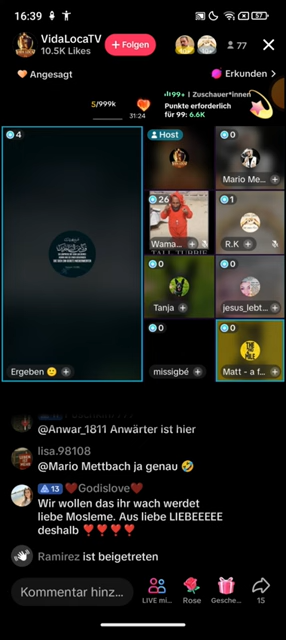 16:39
57
VidaLocaTV
10.5K Likes
+ Folgen
77
Angesagt
Erkunden >
5/999k
31:24
99+ | Zuschauer*innen
Punkte erforderlich
für 99: 6.6K
4
Host
0
Mario Me...
26
Wama...
1
R.K
0
Tanja
0
jesus_lebt...
0
missigbé
0
Matt - a f...
Ergeben
@Anwar_1811 Anwärter ist hier
lisa.98108
@Mario Mettbach ja genau 🤣
13 ❤️Godislove❤️
Wir wollen das ihr wach werdet
liebe Mosleme. Aus liebe LIEBEEEEE
deshalb ❣️❣️❣️❣️
Ramirez ist beigetreten
Kommentar hinz...
LIVE mi...
Rose
Gesche...
15